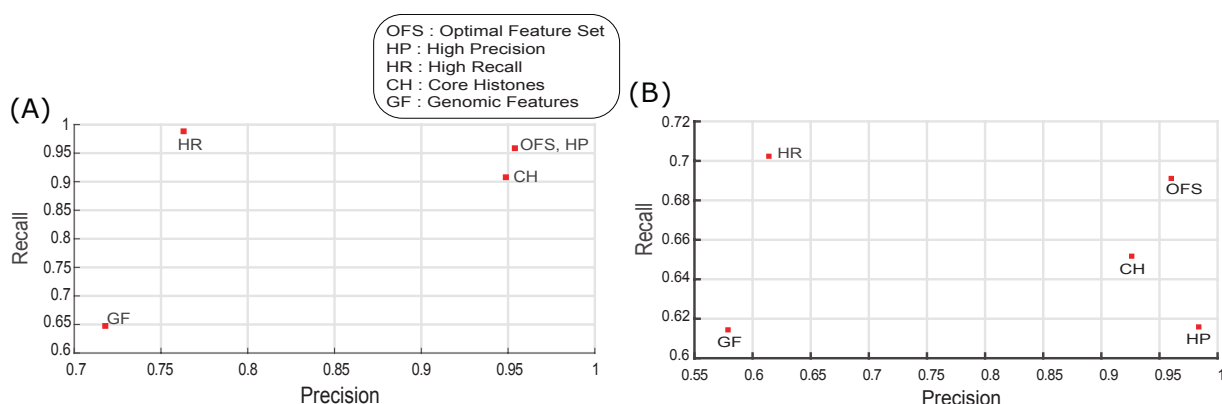 OFS : Optimal Feature Set
HP : High Precision
HR : High Recall
CH : Core Histones
GF : Genomic Features
(A)
1
0.95
0.9
0.85
0.8
0.95
0.7
0.65
0.6
Recall
HR
OFS, HP
CH
GF
0.7
0.75
0.8
0.85
0.9
0.95
1
Precision
(B)
0.72
0.7
0.68
0.66
0.64
0.62
0.6
Recall
HR
OFS
CH
GF
HP
0.55
0.6
0.65
0.7
0.75
0.8
0.85
0.9
0.95
1
Precision